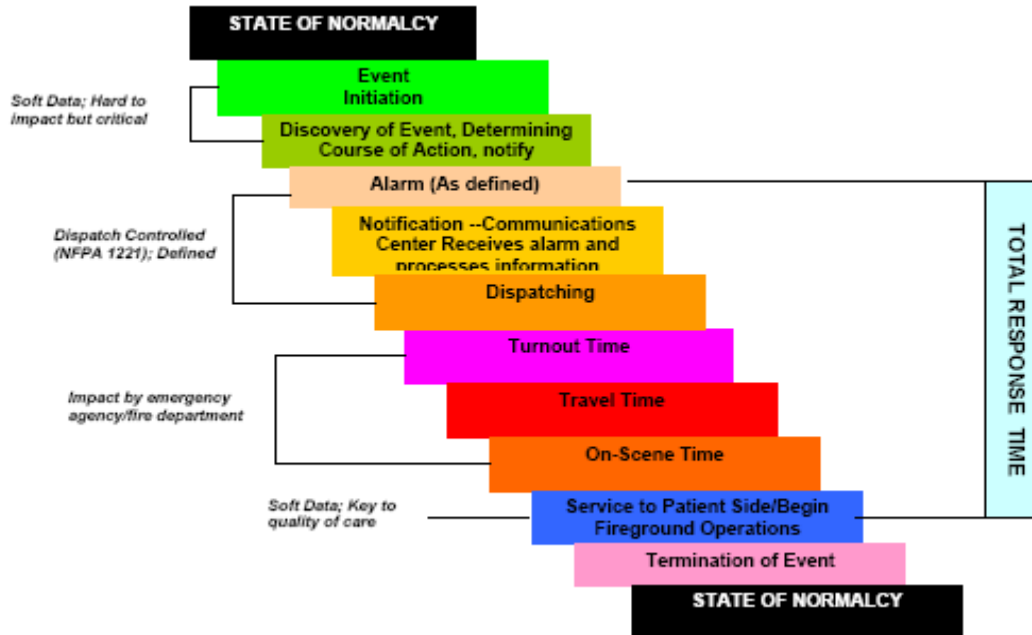 STATE OF NORMALCY
Event
Initiation
Soft Data; Hard to
impact but critical
Discovery of Event, Determining
Course of Action, notify
Alarm (As defined)
Notification --Communications
Center Receives alarm and
processes information
Dispatch Controlled
(NFPA 1221); Defined
Dispatching
Turnout Time
Impact by emergency
agency/fire department
Travel Time
On-Scene Time
Soft Data; Key to
quality of care
Service to Patient Side/Begin
Fireground Operations
Termination of Event
STATE OF NORMALCY
TOTAL RESPONSE TIME